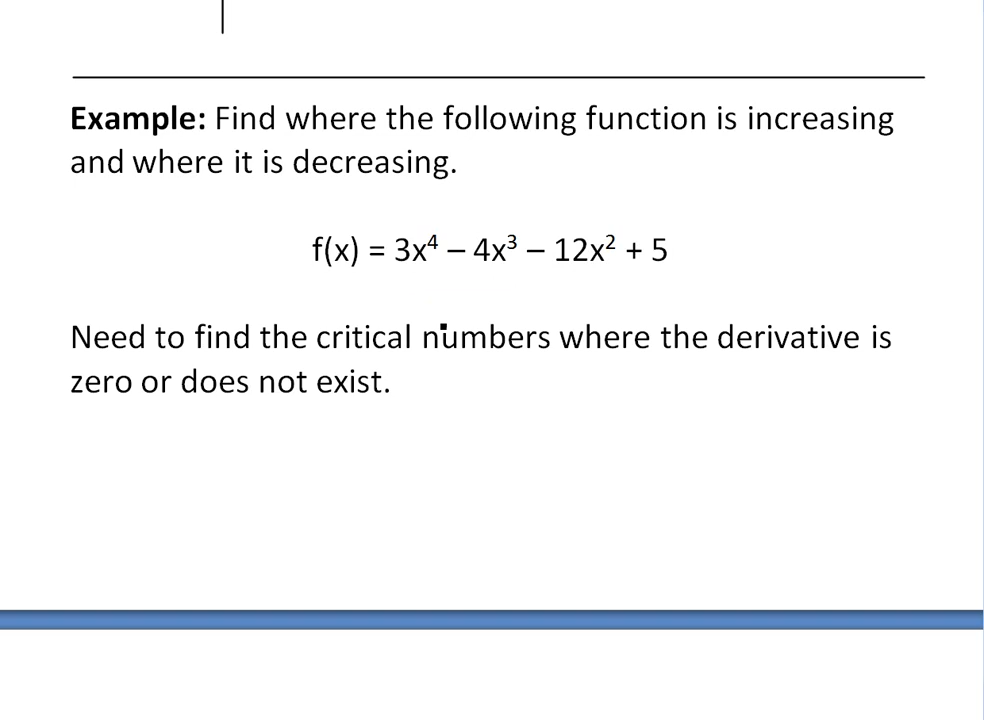 Example: Find where the following function is increasing
and where it is decreasing.
f(x) = 3x⁴ – 4x³ – 12x² + 5
Need to find the critical numbers where the derivative is
zero or does not exist.